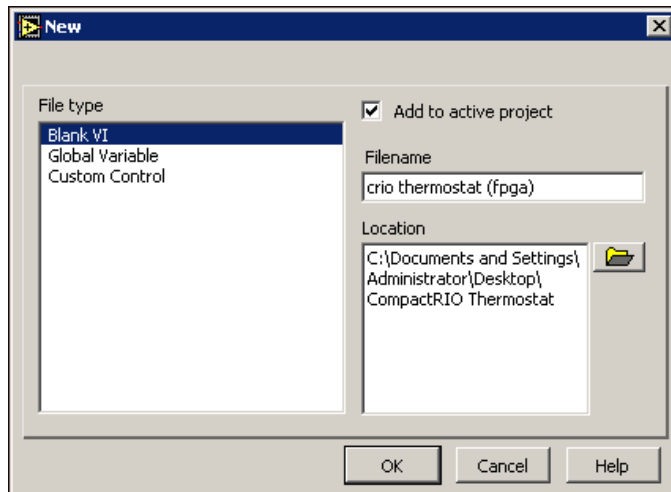 New
File type
Blank VI
Global Variable
Custom Control
Add to active project
Filename
crio thermostat (fpga)
Location
C:\Documents and Settings\
Administrator\Desktop\
CompactRIO Thermostat
OK
Cancel
Help